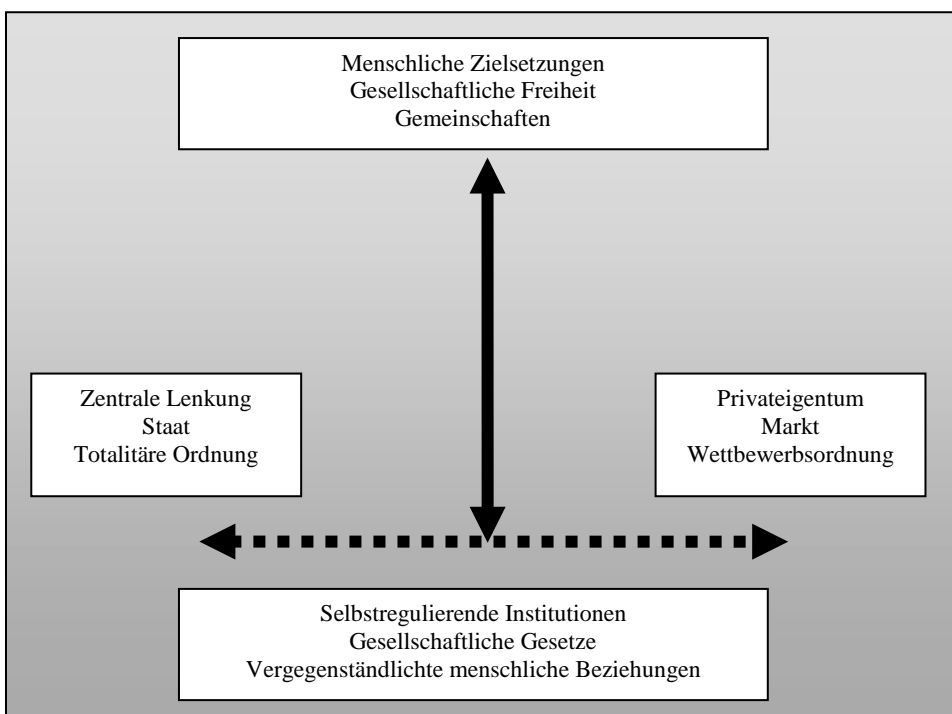 Menschliche Zielsetzungen
Gesellschaftliche Freiheit
Gemeinschaften
Zentrale Lenkung
Staat
Totalitäre Ordnung
Privateigentum
Markt
Wettbewerbsordnung
Selbstregulierende Institutionen
Gesellschaftliche Gesetze
Vergegenständlichte menschliche Beziehungen